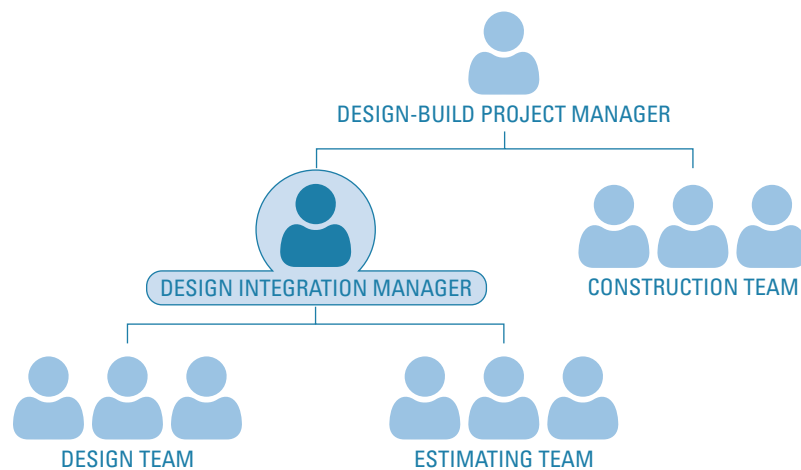 DESIGN-BUILD PROJECT MANAGER
DESIGN INTEGRATION MANAGER
CONSTRUCTION TEAM
DESIGN TEAM
ESTIMATING TEAM